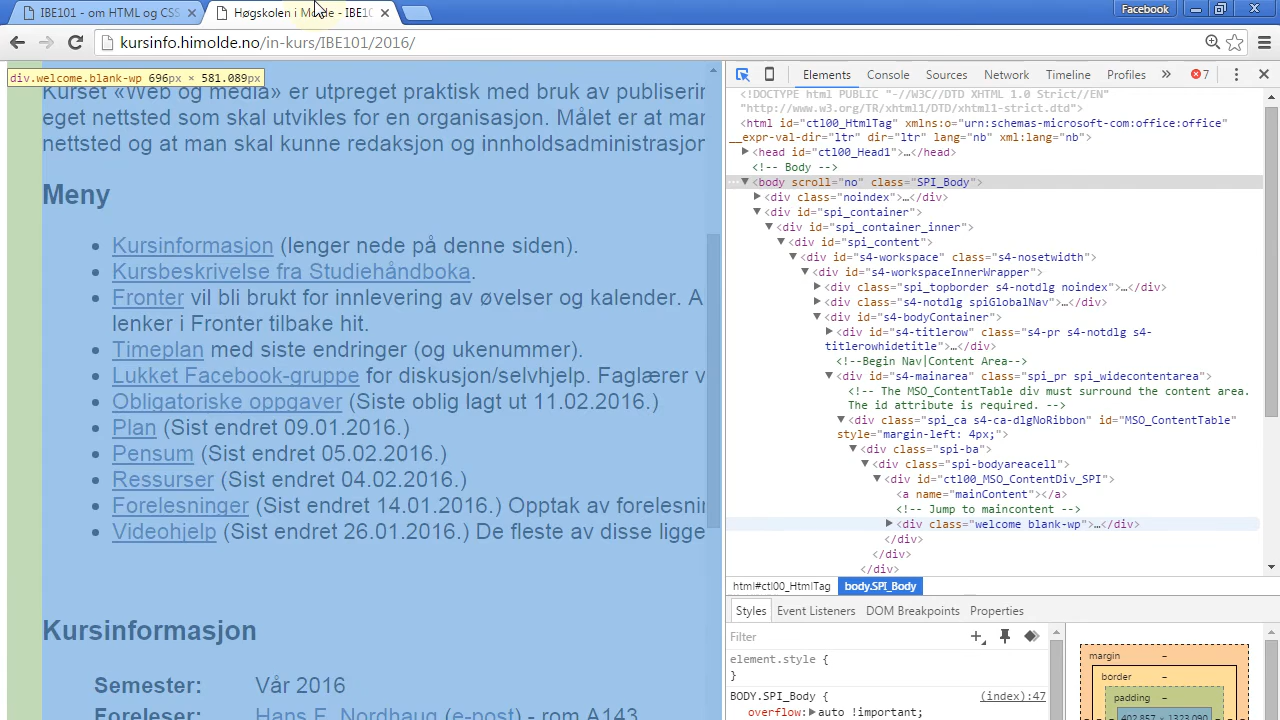 IBE101 - om HTML og CSS
Høgskolen i Molde - IBE10
Facebook
kursinfo.himolde.no/in-kurs/IBE101/2016/
div.welcome.blank-wp 696px × 581.089px
Kurset «Web og media» er utpreget praktisk med bruk av publiserin
eget nettsted som skal utvikles for en organisasjon. Målet er at man
nettsted og at man skal kunne redaksjon og innholdsadministrasjon
Meny
• Kursinformasjon (lenger nede på denne siden).
• Kursbeskrivelse fra Studiehåndboka.
• Fronter vil bli brukt for innlevering av øvelser og kalender. A
lenker i Fronter tilbake hit.
• Timeplan med siste endringer (og ukenummer).
• Lukket Facebook-gruppe for diskusjon/selvhjelp. Faglærer v
• Obligatoriske oppgaver (Siste oblig lagt ut 11.02.2016.)
• Plan (Sist endret 09.01.2016.)
• Pensum (Sist endret 05.02.2016.)
• Ressurser (Sist endret 04.02.2016.)
• Forelesninger (Sist endret 14.01.2016.) Opptak av forelesnin
• Videohjelp (Sist endret 26.01.2016.) De fleste av disse ligge
Kursinformasjon
Semester: Vår 2016
Foreleser: Hans F. Nordhaug (e-post) - rom A143
Elements Console Sources Network Timeline Profiles » 7
<!DOCTYPE html PUBLIC "-//W3C//DTD XHTML 1.0 Strict//EN"
"http://www.w3.org/TR/xhtml1/DTD/xhtml1-strict.dtd">
<html id="ctl00_HtmlTag" xmlns:o="urn:schemas-microsoft-com:office:office"
__expr-val-dir="ltr" dir="ltr" lang="nb" xml:lang="nb">
<head id="ctl00_Head1">…</head>
<!-- Body -->
<body scroll="no" class="SPI_Body">
<div class="noindex">…</div>
<div id="spi_container">
<div id="spi_container_inner">
<div id="spi_content">
<div id="s4-workspace" class="s4-nosetwidth">
<div id="s4-workspaceInnerWrapper">
<div class="spi_topborder s4-notdlg noindex">…</div>
<div class="s4-notdlg spiGlobalNav">…</div>
<div id="s4-bodyContainer">
<div id="s4-titlerow" class="s4-pr s4-notdlg s4-
titlerowhidetitle">…</div>
<!--Begin Nav|Content Area-->
<div id="s4-mainarea" class="spi_pr spi_widecontentarea">
<!-- The MSO_ContentTable div must surround the content area.
The id attribute is required. -->
<div class="spi_ca s4-ca-dlgNoRibbon" id="MSO_ContentTable"
style="margin-left: 4px;">
<div class="spi-ba">
<div class="spi-bodyareacell">
<div id="ctl00_MSO_ContentDiv_SPI">
<a name="mainContent"></a>
<!-- Jump to maincontent -->
<div class="welcome blank-wp">…</div>
</div>
</div>
</div>
html#ctl00_HtmlTag body.SPI_Body
Styles Event Listeners DOM Breakpoints Properties
Filter
element.style {
}
BODY.SPI_Body { (index):47
overflow: auto !important;
margin -
border -
padding -
402.857 × 1323.090